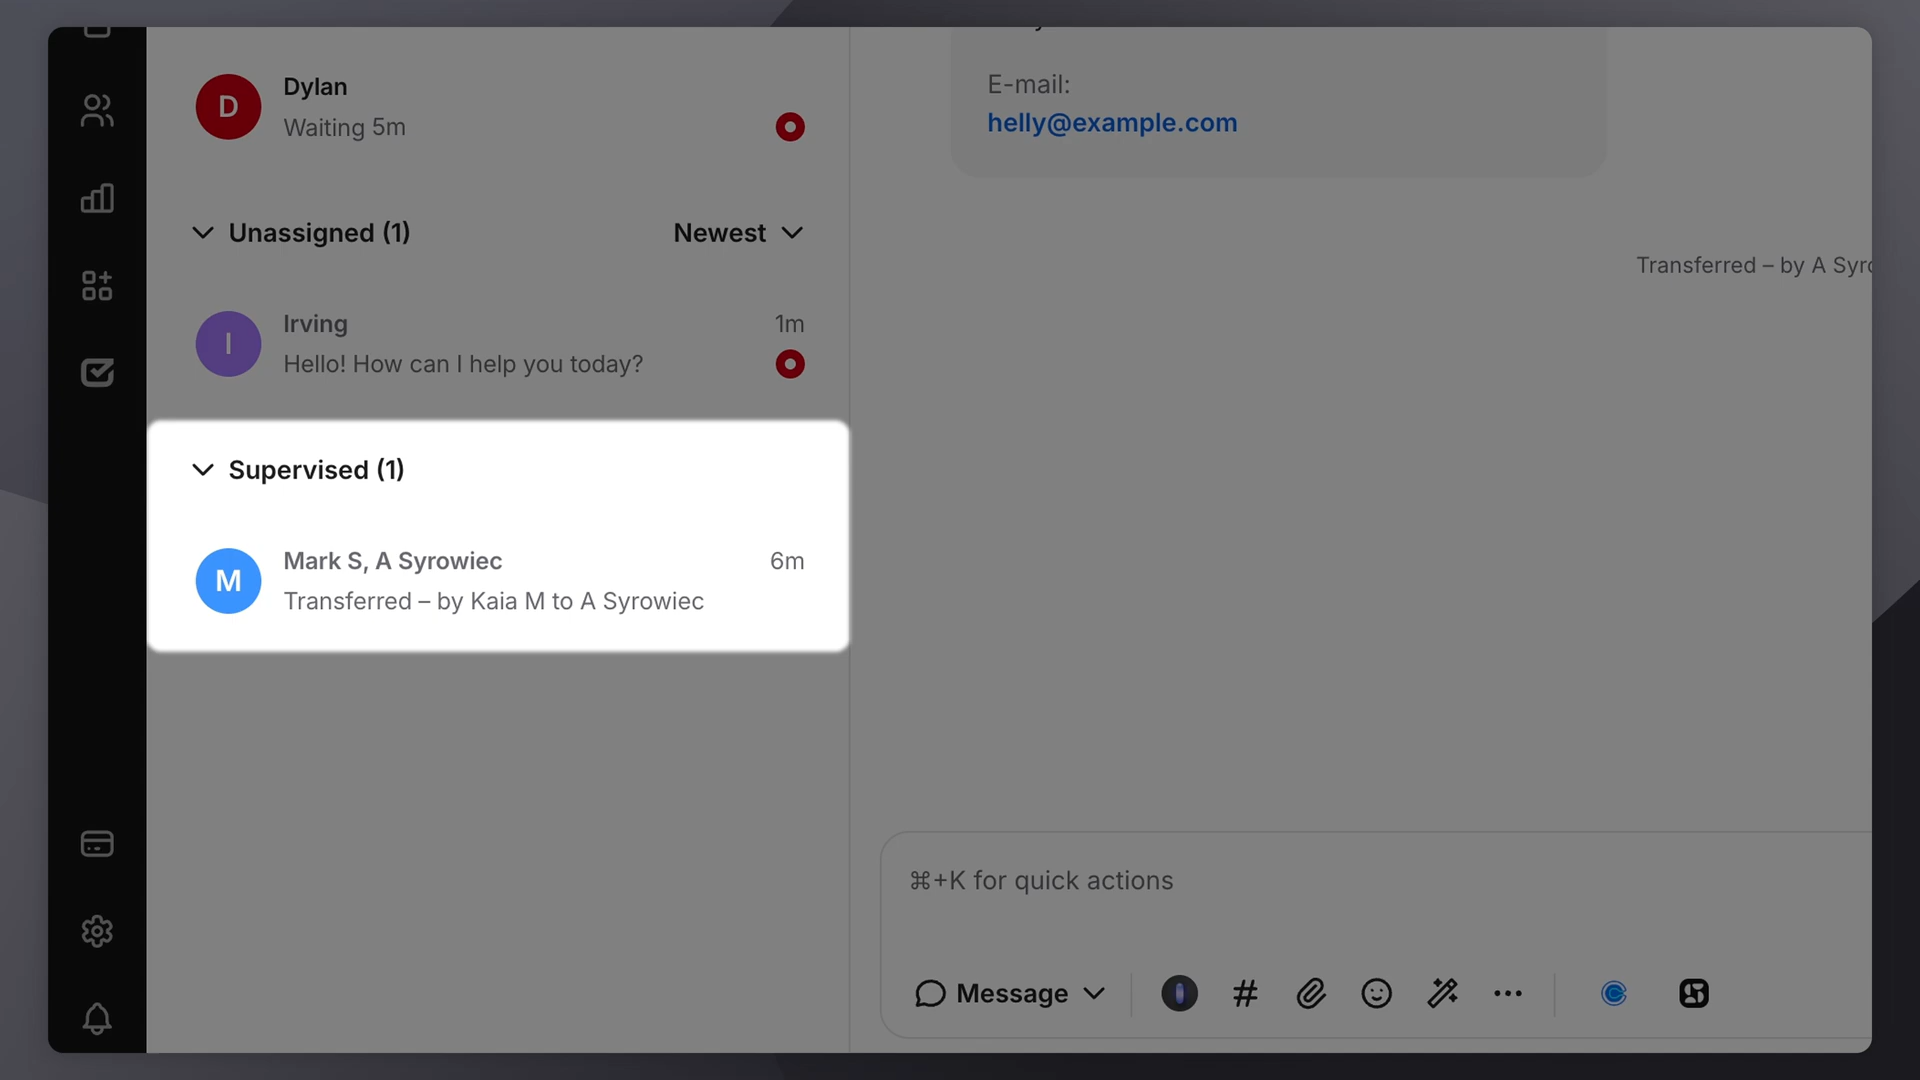 D
Dylan
Waiting 5m
Unassigned (1)
Newest
I
Irving
1m
Hello! How can I help you today?
Supervised (1)
M
Mark S, A Syrowiec
6m
Transferred – by Kaia M to A Syrowiec
E-mail:
helly@example.com
Transferred – by A Syro
⌘+K for quick actions
Message